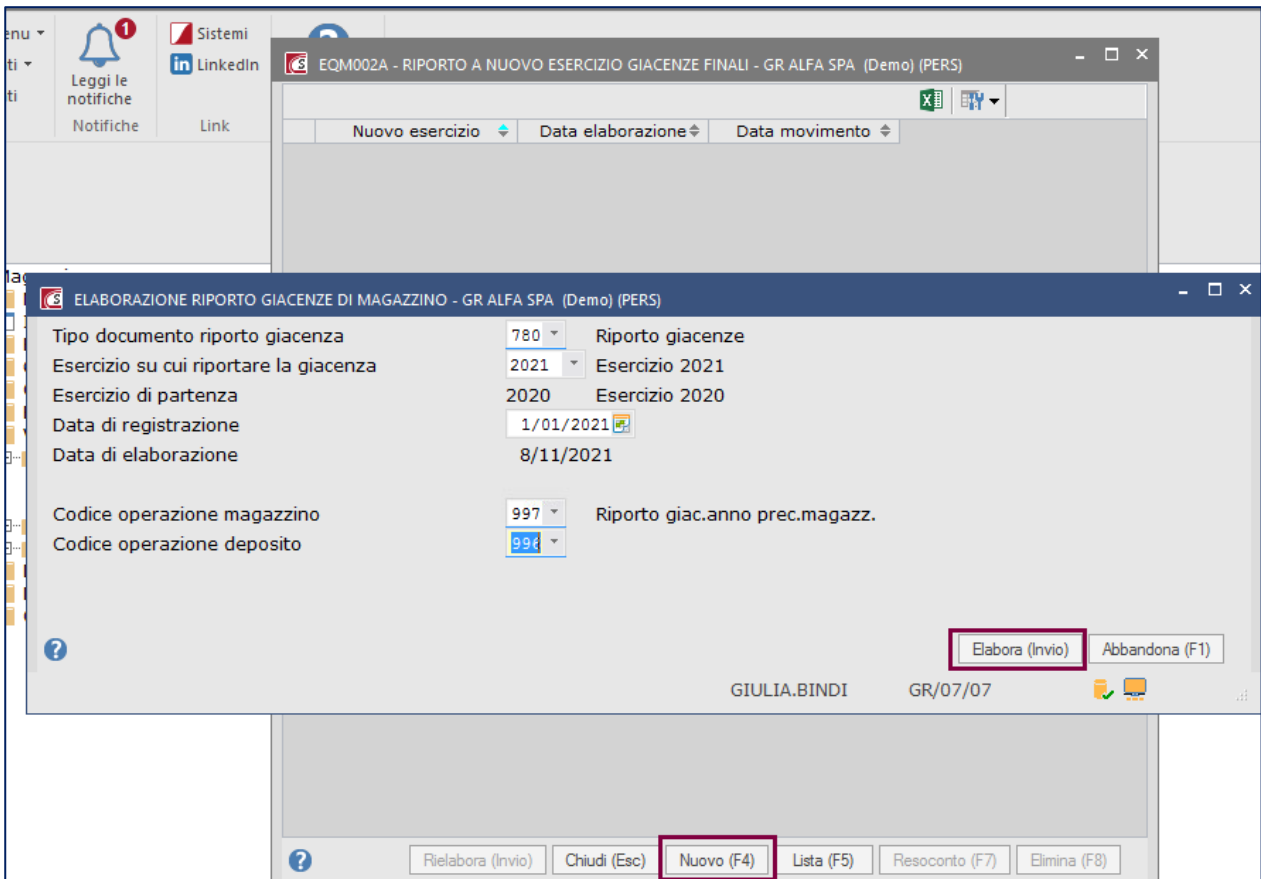 enu
ti
ti
1
Leggi le
notifiche
Notifiche
Sistemi
in LinkedIn
Link
EQM002A - RIPORTO A NUOVO ESERCIZIO GIACENZE FINALI - GR ALFA SPA (Demo) (PERS)
Nuovo esercizio Data elaborazione Data movimento
ELABORAZIONE RIPORTO GIACENZE DI MAGAZZINO - GR ALFA SPA (Demo) (PERS)
Tipo documento riporto giacenza 780 Riporto giacenze
Esercizio su cui riportare la giacenza 2021 Esercizio 2021
Esercizio di partenza 2020 Esercizio 2020
Data di registrazione 1/01/2021
Data di elaborazione 8/11/2021
Codice operazione magazzino 997 Riporto giac.anno prec.magazz.
Codice operazione deposito 996
Elabora (Invio) Abbandona (F1)
GIULIA.BINDI GR/07/07
Rielabora (Invio) Chiudi (Esc) Nuovo (F4) Lista (F5) Resoconto (F7) Elimina (F8)